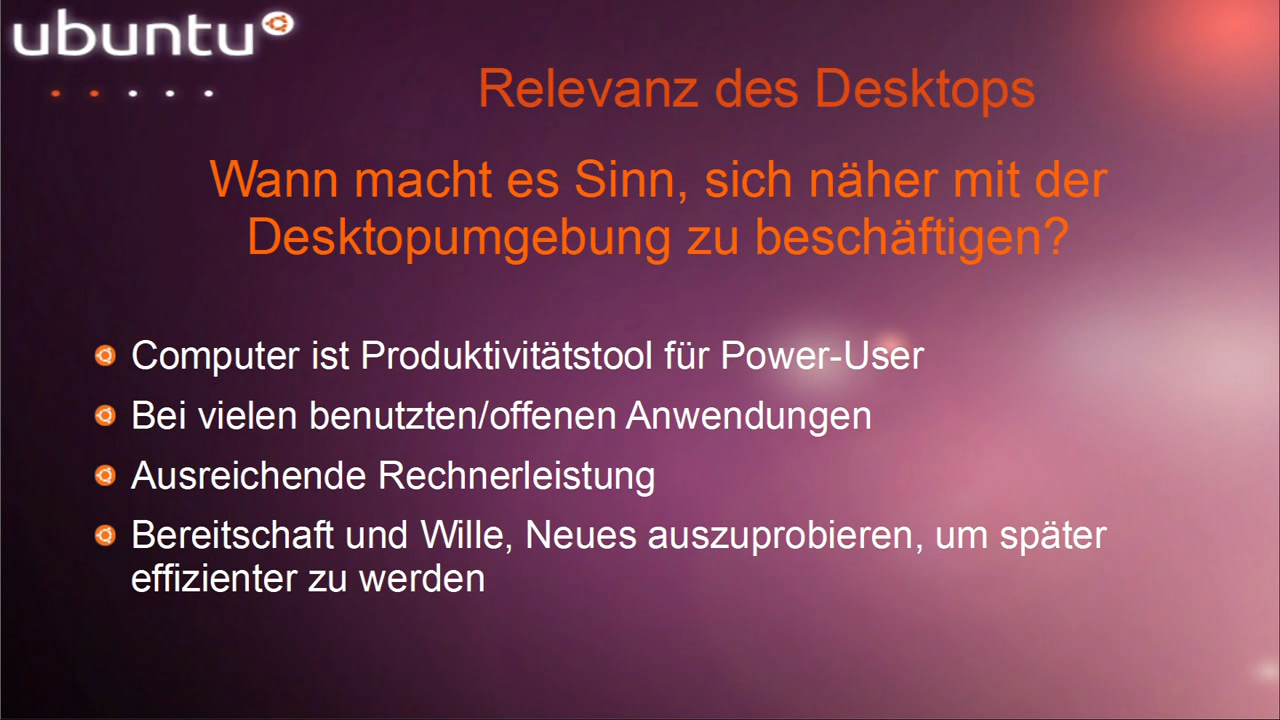 ubuntu
Relevanz des Desktops
Wann macht es Sinn, sich näher mit der
Desktopumgebung zu beschäftigen?
Computer ist Produktivitätstool für Power-User
Bei vielen benutzten/offenen Anwendungen
Ausreichende Rechnerleistung
Bereitschaft und Wille, Neues auszuprobieren, um später
effizienter zu werden